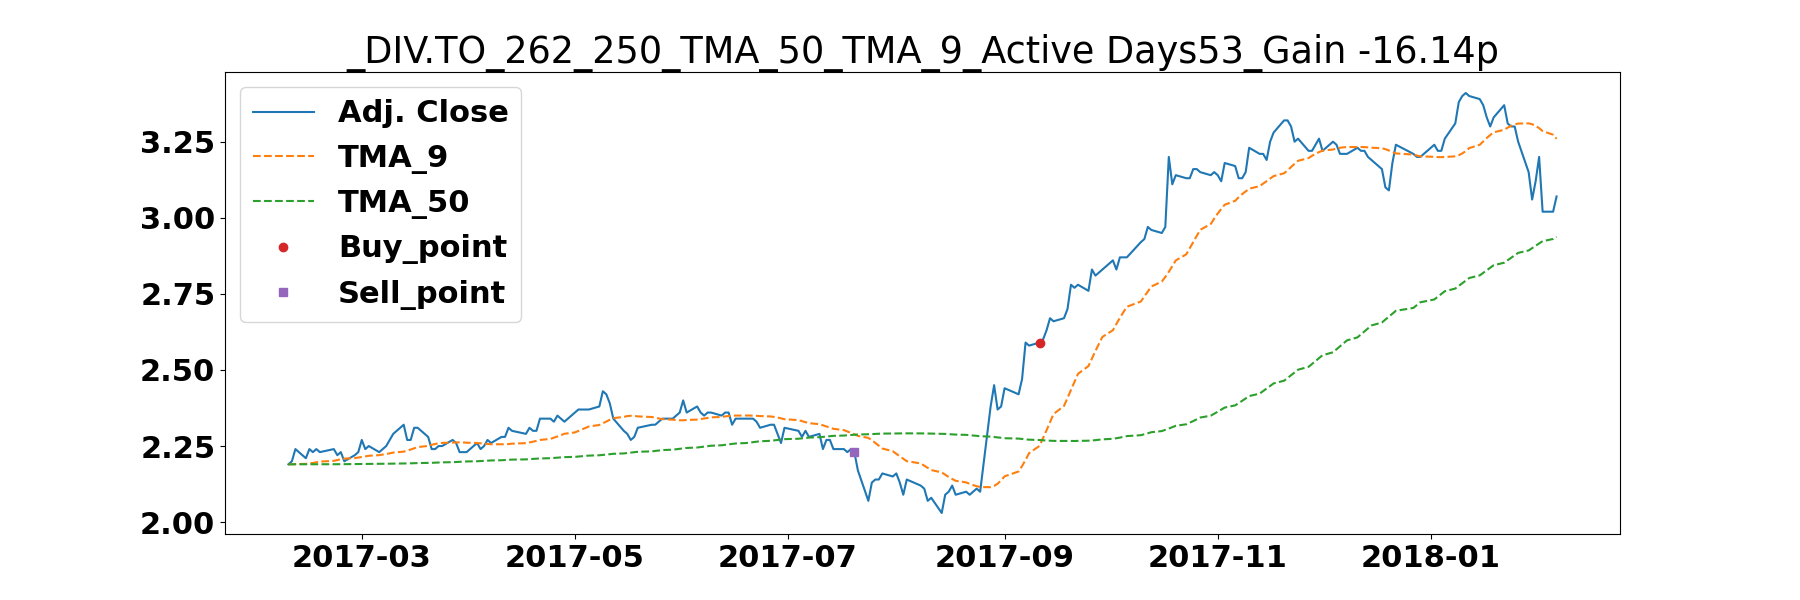 _DIV.TO_262_250_TMA_50_TMA_9_Active Days53_Gain -16.14p
Adj. Close
TMA_9
TMA_50
Buy_point
Sell_point
3.25
3.00
2.75
2.50
2.25
2.00
2017-03 2017-05 2017-07 2017-09 2017-11 2018-01